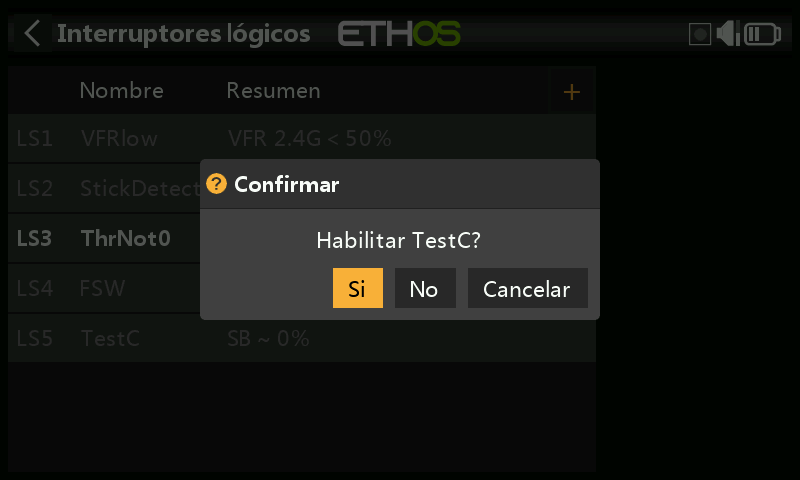 Interruptores lógicos ETHOS
Nombre Resumen +
LS1 VFRlow VFR 2.4G < 50%
LS2 StickDetect
? Confirmar
LS3 ThrNot0
Habilitar TestC?
LS4 FSW
Si No Cancelar
LS5 TestC SB ~ 0%